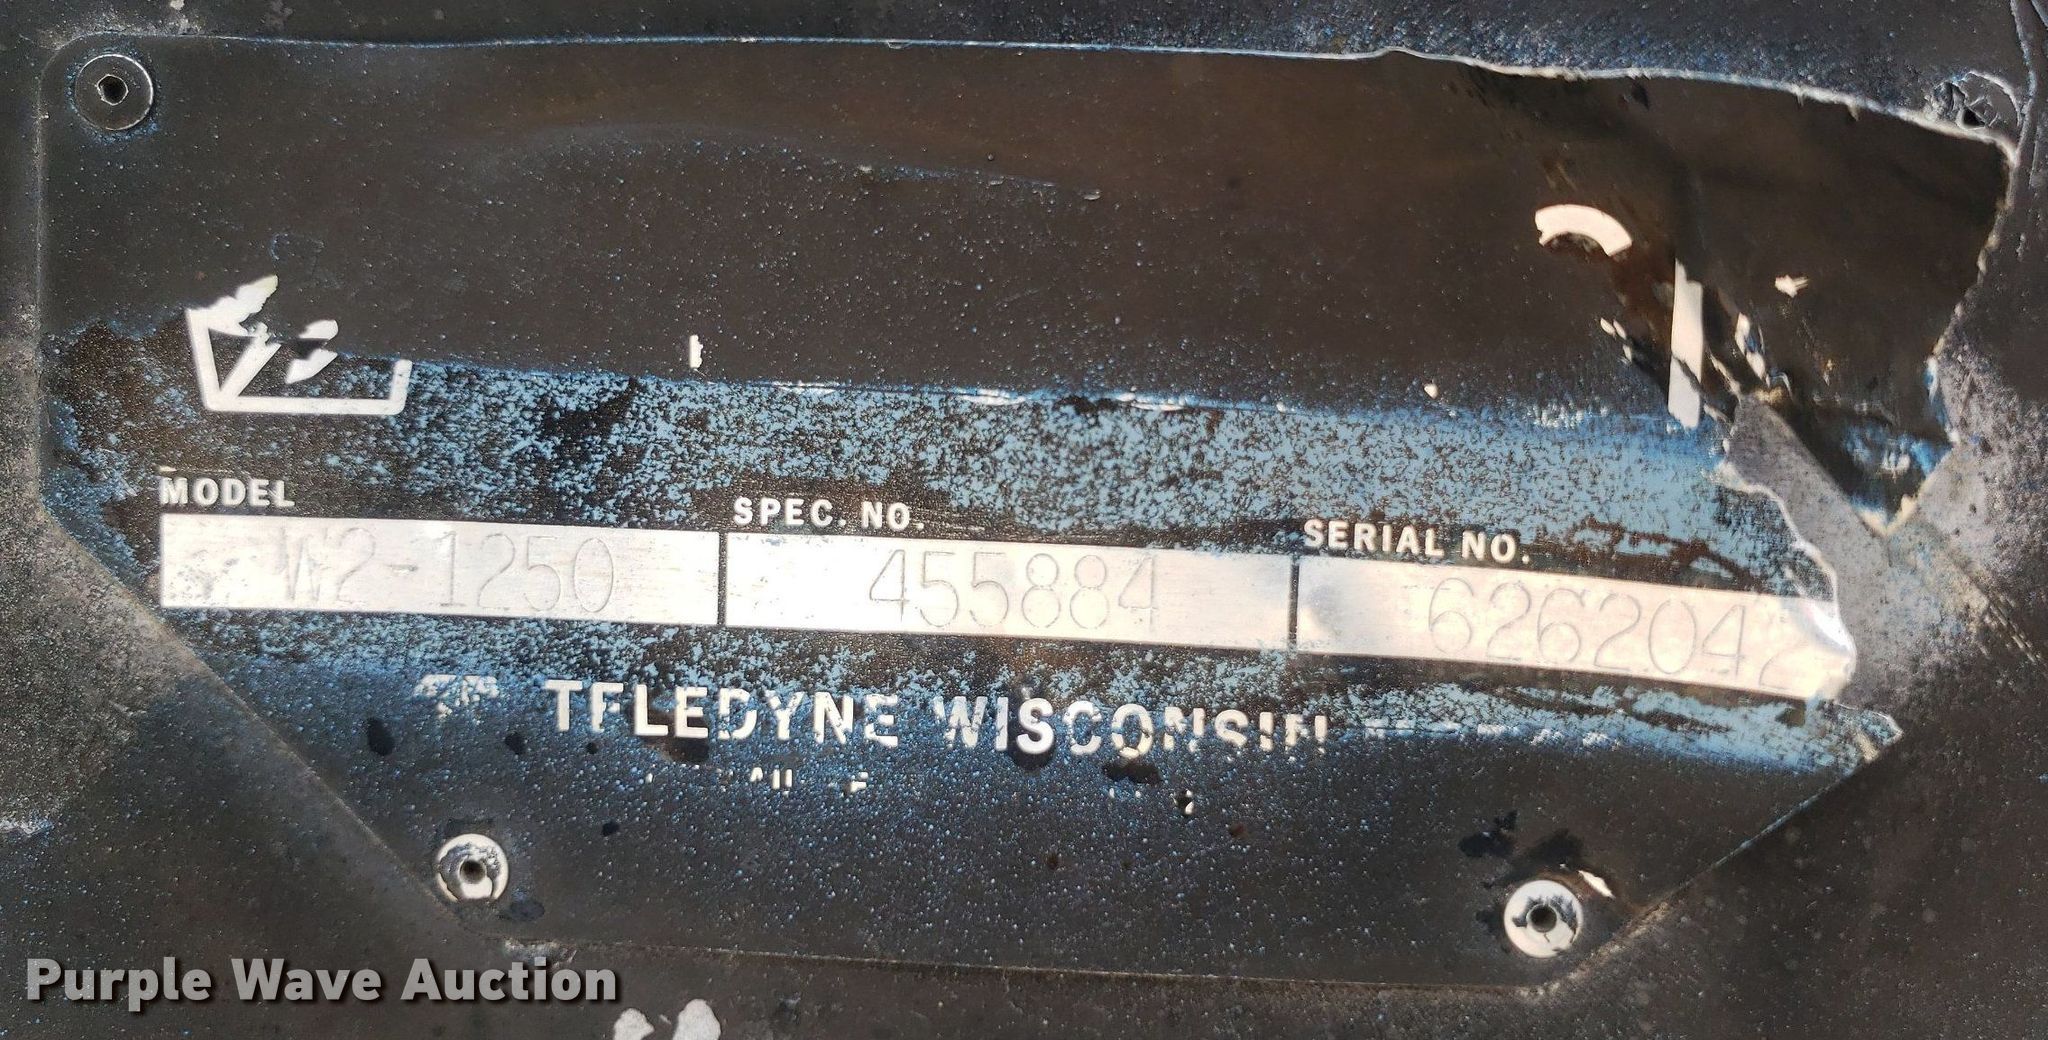 MODEL SPEC. NO. SERIAL NO.
W2-1250 455884 6262042
TELEDYNE WISCONSIN
Purple Wave Auction